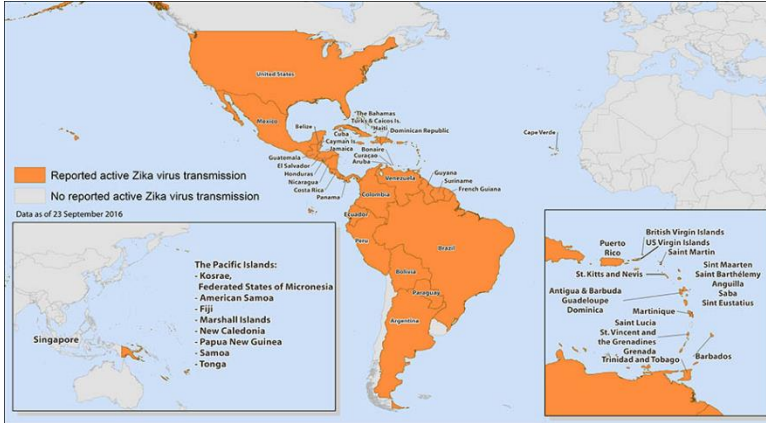 United States
Mexico
The Bahamas
Turks & Caicos Is.
Haiti
Dominican Republic
Belize
Cuba
Cayman Is.
Jamaica
Bonaire
Curaçao
Aruba
Cape Verde
Guatemala
El Salvador
Honduras
Nicaragua
Costa Rica
Panama
Venezuela
Colombia
Guyana
Suriname
French Guiana
Ecuador
Peru
Brazil
Bolivia
Paraguay
Argentina
Reported active Zika virus transmission
No reported active Zika virus transmission
Data as of 23 September 2016
Singapore
The Pacific Islands:
- Kosrae,
Federated States of Micronesia
- American Samoa
- Fiji
- Marshall Islands
- New Caledonia
- Papua New Guinea
- Samoa
- Tonga
Puerto
Rico
British Virgin Islands
US Virgin Islands
Saint Martin
St. Kitts and Nevis
Sint Maarten
Saint Barthélemy
Anguilla
Saba
Sint Eustatius
Antigua & Barbuda
Guadeloupe
Dominica
Martinique
Saint Lucia
St. Vincent and
the Grenadines
Grenada
Trinidad and Tobago
Barbados